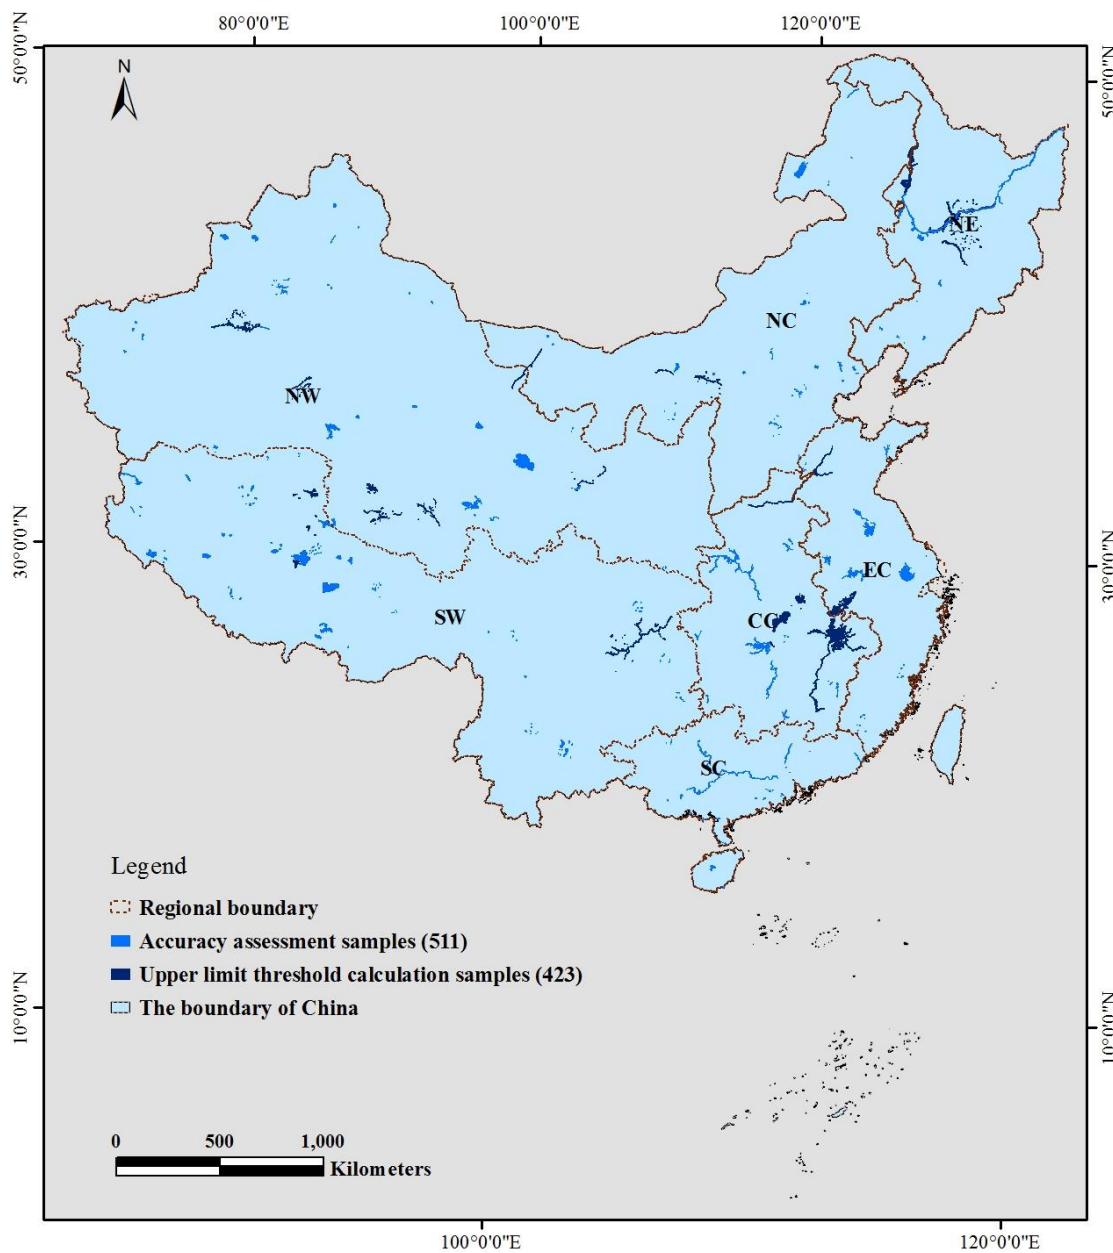 80°0'0"E 100°0'0"E 120°0'0"E
50°0'0"N
50°0'0"N
N
NE
NC
NW
30°0'0"N
30°0'0"N
EC
SW
CC
SC
Legend
Regional boundary
Accuracy assessment samples (511)
Upper limit threshold calculation samples (423)
The boundary of China
10°0'0"N
10°0'0"N
0 500 1,000
Kilometers
100°0'0"E 120°0'0"E